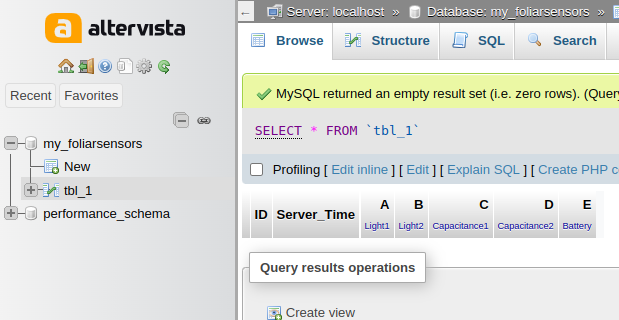 altervista
Recent Favorites
my_foliarsensors
New
tbl_1
performance_schema
Server: localhost » Database: my_foliarsensors »
Browse Structure SQL Search
MySQL returned an empty result set (i.e. zero rows). (Query
SELECT * FROM `tbl_1`
Profiling [ Edit inline ] [ Edit ] [ Explain SQL ] [ Create PHP
ID Server_Time A B C D E
Light1 Light2 Capacitance1 Capacitance2 Battery
Query results operations
Create view